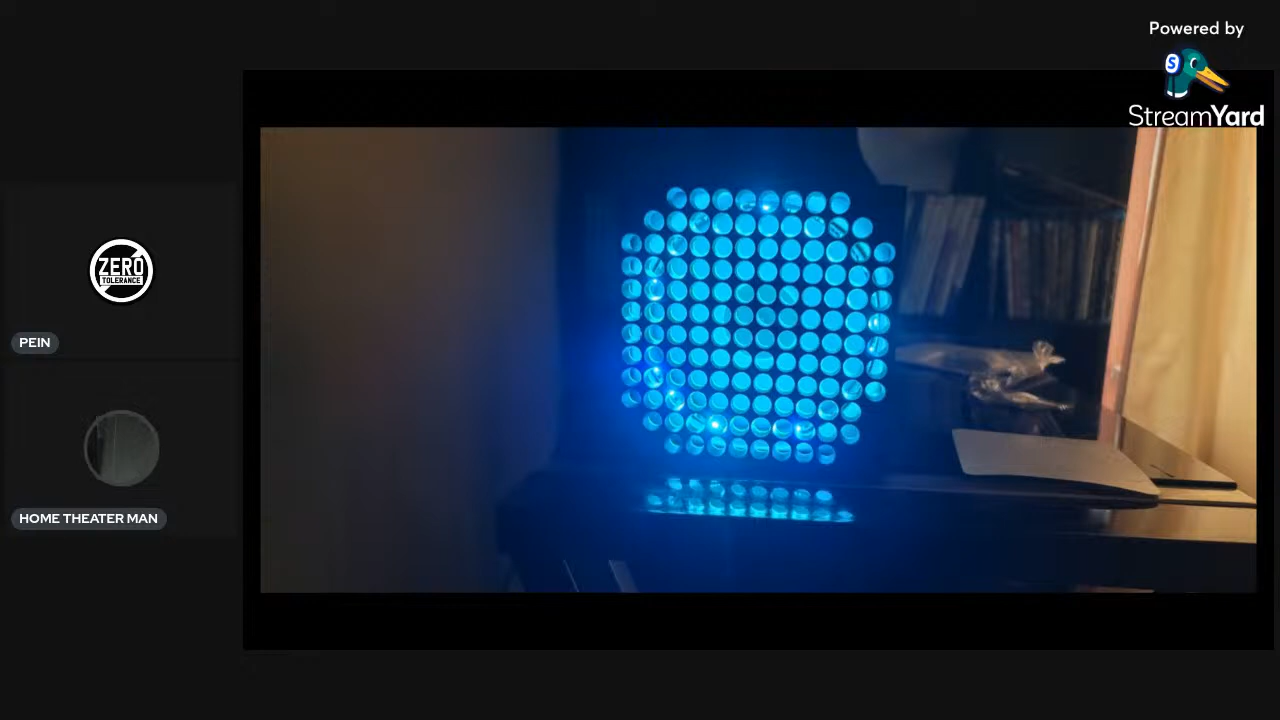 Powered by
S
StreamYard
ZERO
TOLERANCE
PEIN
HOME THEATER MAN